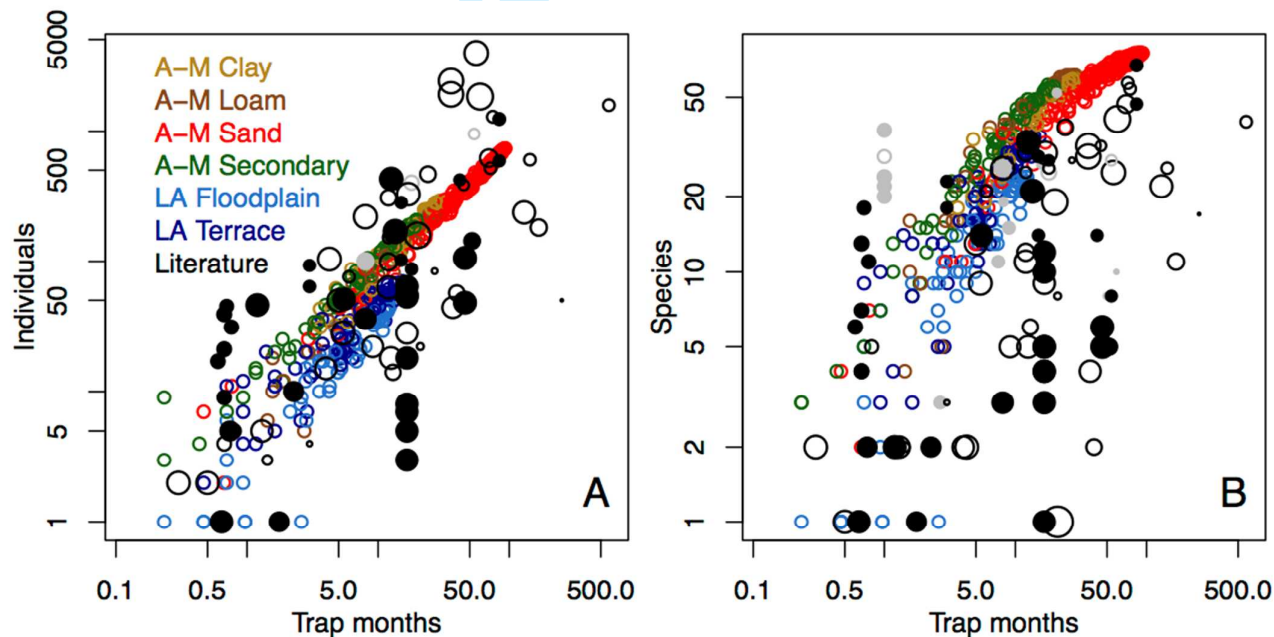 5000
500
50
5
1
Individuals
A–M Clay
A–M Loam
A–M Sand
A–M Secondary
LA Floodplain
LA Terrace
Literature
A
0.1 0.5 5.0 50.0 500.0
Trap months
50
20
10
5
2
1
Species
B
0.1 0.5 5.0 50.0 500.0
Trap months